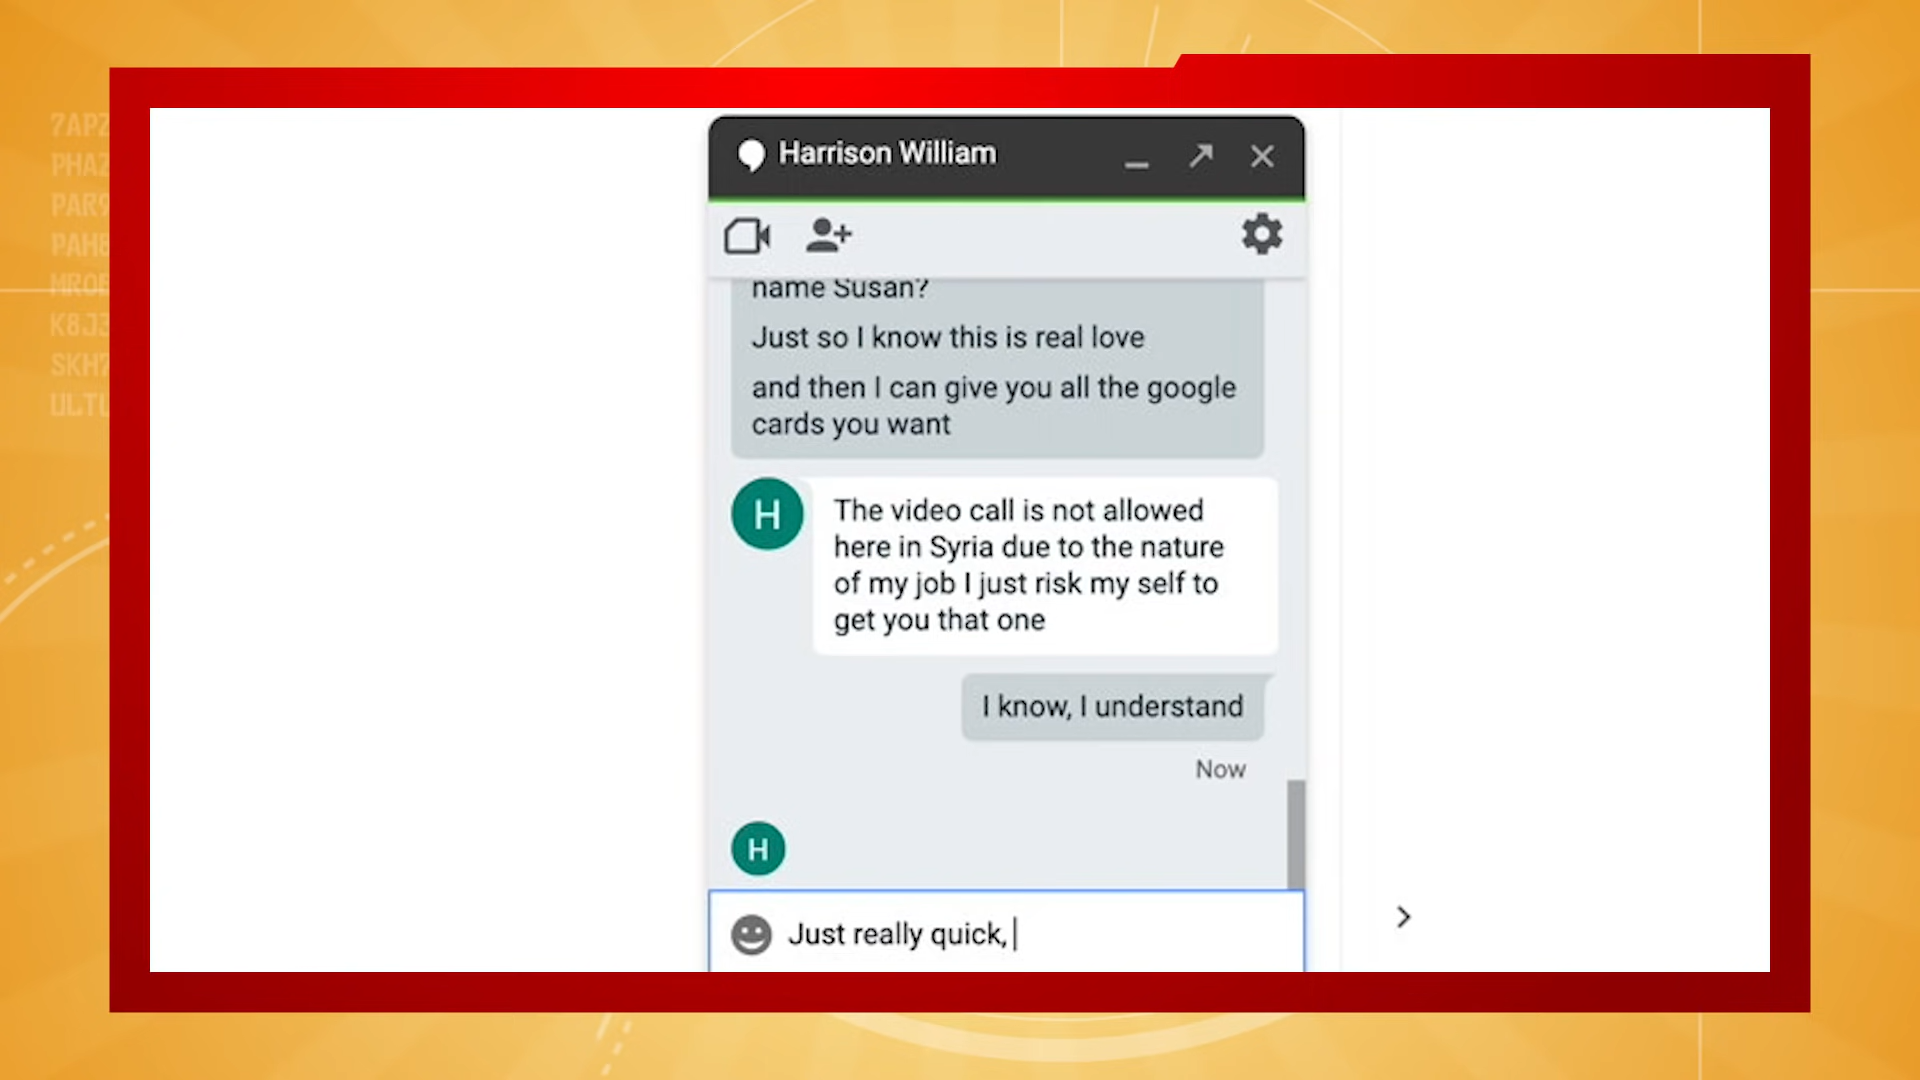 Harrison William
name Susan?
Just so I know this is real love
and then I can give you all the google
cards you want
H
The video call is not allowed
here in Syria due to the nature
of my job I just risk my self to
get you that one
I know, I understand
Now
H
Just really quick,